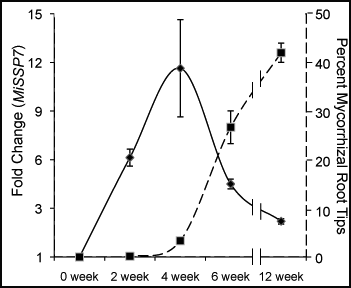 Fold Change (MiSSP7)
15
12
9
6
3
1
0 week
2 week
4 week
6 week
12 week
50
40
30
20
10
0
Percent Mycorrhizal Root Tips